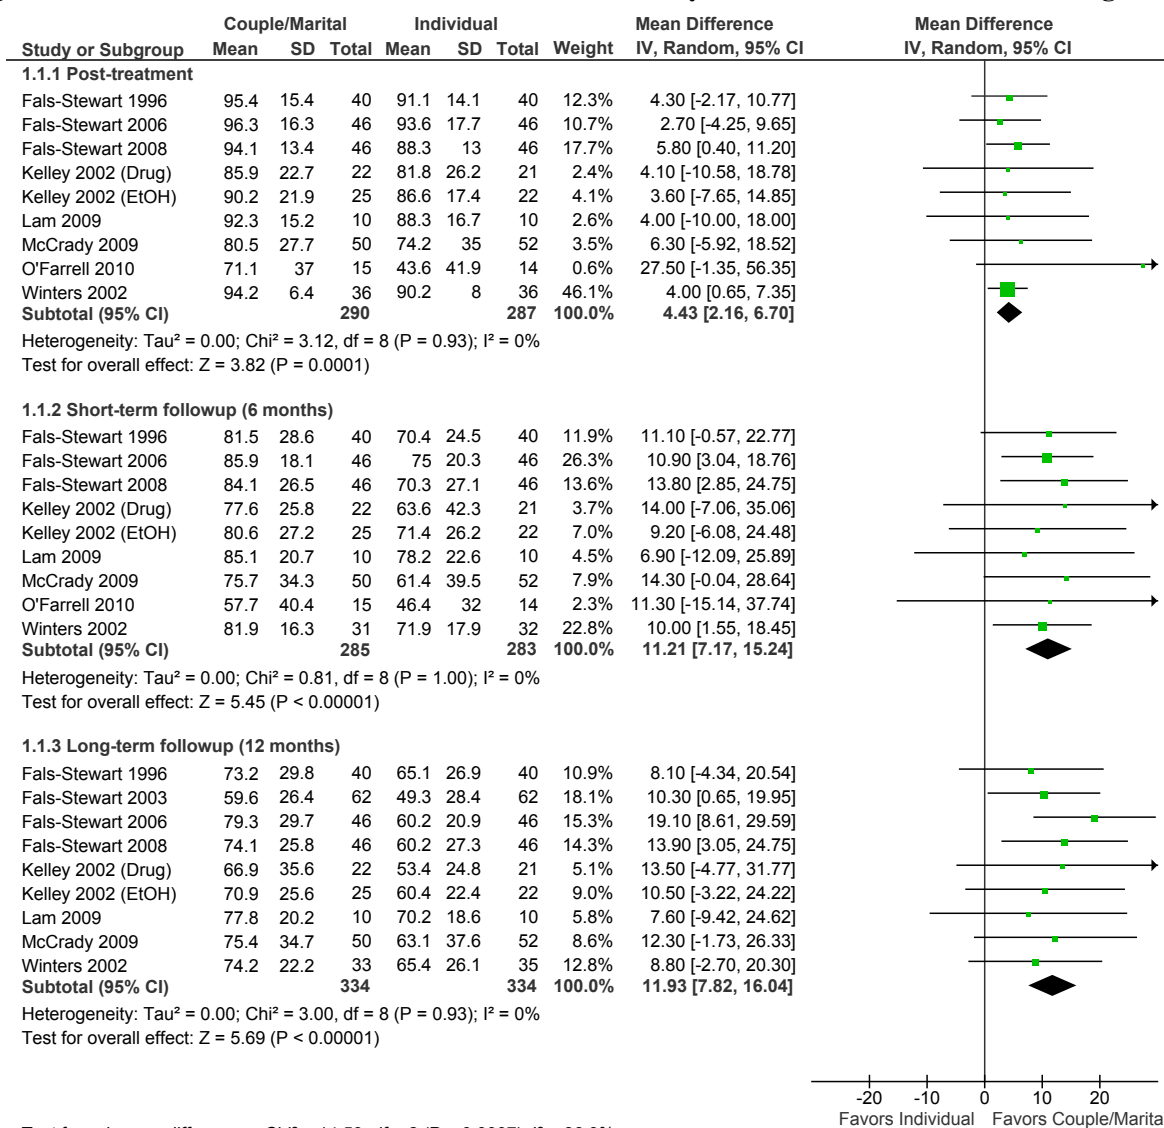 Couple/Marital Individual Mean Difference Mean Difference
Study or Subgroup Mean SD Total Mean SD Total Weight IV, Random, 95% CI IV, Random, 95% CI
1.1.1 Post-treatment
Fals-Stewart 1996 95.4 15.4 40 91.1 14.1 40 12.3% 4.30 [-2.17, 10.77]
Fals-Stewart 2006 96.3 16.3 46 93.6 17.7 46 10.7% 2.70 [-4.25, 9.65]
Fals-Stewart 2008 94.1 13.4 46 88.3 13 46 17.7% 5.80 [0.40, 11.20]
Kelley 2002 (Drug) 85.9 22.7 22 81.8 26.2 21 2.4% 4.10 [-10.58, 18.78]
Kelley 2002 (EtOH) 90.2 21.9 25 86.6 17.4 22 4.1% 3.60 [-7.65, 14.85]
Lam 2009 92.3 15.2 10 88.3 16.7 10 2.6% 4.00 [-10.00, 18.00]
McCrady 2009 80.5 27.7 50 74.2 35 52 3.5% 6.30 [-5.92, 18.52]
O'Farrell 2010 71.1 37 15 43.6 41.9 14 0.6% 27.50 [-1.35, 56.35]
Winters 2002 94.2 6.4 36 90.2 8 36 46.1% 4.00 [0.65, 7.35]
Subtotal (95% CI) 290 287 100.0% 4.43 [2.16, 6.70]
Heterogeneity: Tau² = 0.00; Chi² = 3.12, df = 8 (P = 0.93); I² = 0%
Test for overall effect: Z = 3.82 (P = 0.0001)
1.1.2 Short-term followup (6 months)
Fals-Stewart 1996 81.5 28.6 40 70.4 24.5 40 11.9% 11.10 [-0.57, 22.77]
Fals-Stewart 2006 85.9 18.1 46 75 20.3 46 26.3% 10.90 [3.04, 18.76]
Fals-Stewart 2008 84.1 26.5 46 70.3 27.1 46 13.6% 13.80 [2.85, 24.75]
Kelley 2002 (Drug) 77.6 25.8 22 63.6 42.3 21 3.7% 14.00 [-7.06, 35.06]
Kelley 2002 (EtOH) 80.6 27.2 25 71.4 26.2 22 7.0% 9.20 [-6.08, 24.48]
Lam 2009 85.1 20.7 10 78.2 22.6 10 4.5% 6.90 [-12.09, 25.89]
McCrady 2009 75.7 34.3 50 61.4 39.5 52 7.9% 14.30 [-0.04, 28.64]
O'Farrell 2010 57.7 40.4 15 46.4 32 14 2.3% 11.30 [-15.14, 37.74]
Winters 2002 81.9 16.3 31 71.9 17.9 32 22.8% 10.00 [1.55, 18.45]
Subtotal (95% CI) 285 283 100.0% 11.21 [7.17, 15.24]
Heterogeneity: Tau² = 0.00; Chi² = 0.81, df = 8 (P = 1.00); I² = 0%
Test for overall effect: Z = 5.45 (P < 0.00001)
1.1.3 Long-term followup (12 months)
Fals-Stewart 1996 73.2 29.8 40 65.1 26.9 40 10.9% 8.10 [-4.34, 20.54]
Fals-Stewart 2003 59.6 26.4 62 49.3 28.4 62 18.1% 10.30 [0.65, 19.95]
Fals-Stewart 2006 79.3 29.7 46 60.2 20.9 46 15.3% 19.10 [8.61, 29.59]
Fals-Stewart 2008 74.1 25.8 46 60.2 27.3 46 14.3% 13.90 [3.05, 24.75]
Kelley 2002 (Drug) 66.9 35.6 22 53.4 24.8 21 5.1% 13.50 [-4.77, 31.77]
Kelley 2002 (EtOH) 70.9 25.6 25 60.4 22.4 22 9.0% 10.50 [-3.22, 24.22]
Lam 2009 77.8 20.2 10 70.2 18.6 10 5.8% 7.60 [-9.42, 24.62]
McCrady 2009 75.4 34.7 50 63.1 37.6 52 8.6% 12.30 [-1.73, 26.33]
Winters 2002 74.2 22.2 33 65.4 26.1 35 12.8% 8.80 [-2.70, 20.30]
Subtotal (95% CI) 334 334 100.0% 11.93 [7.82, 16.04]
Heterogeneity: Tau² = 0.00; Chi² = 3.00, df = 8 (P = 0.93); I² = 0%
Test for overall effect: Z = 5.69 (P < 0.00001)
-20 -10 0 10 20
Favors Individual Favors Couple/Marita